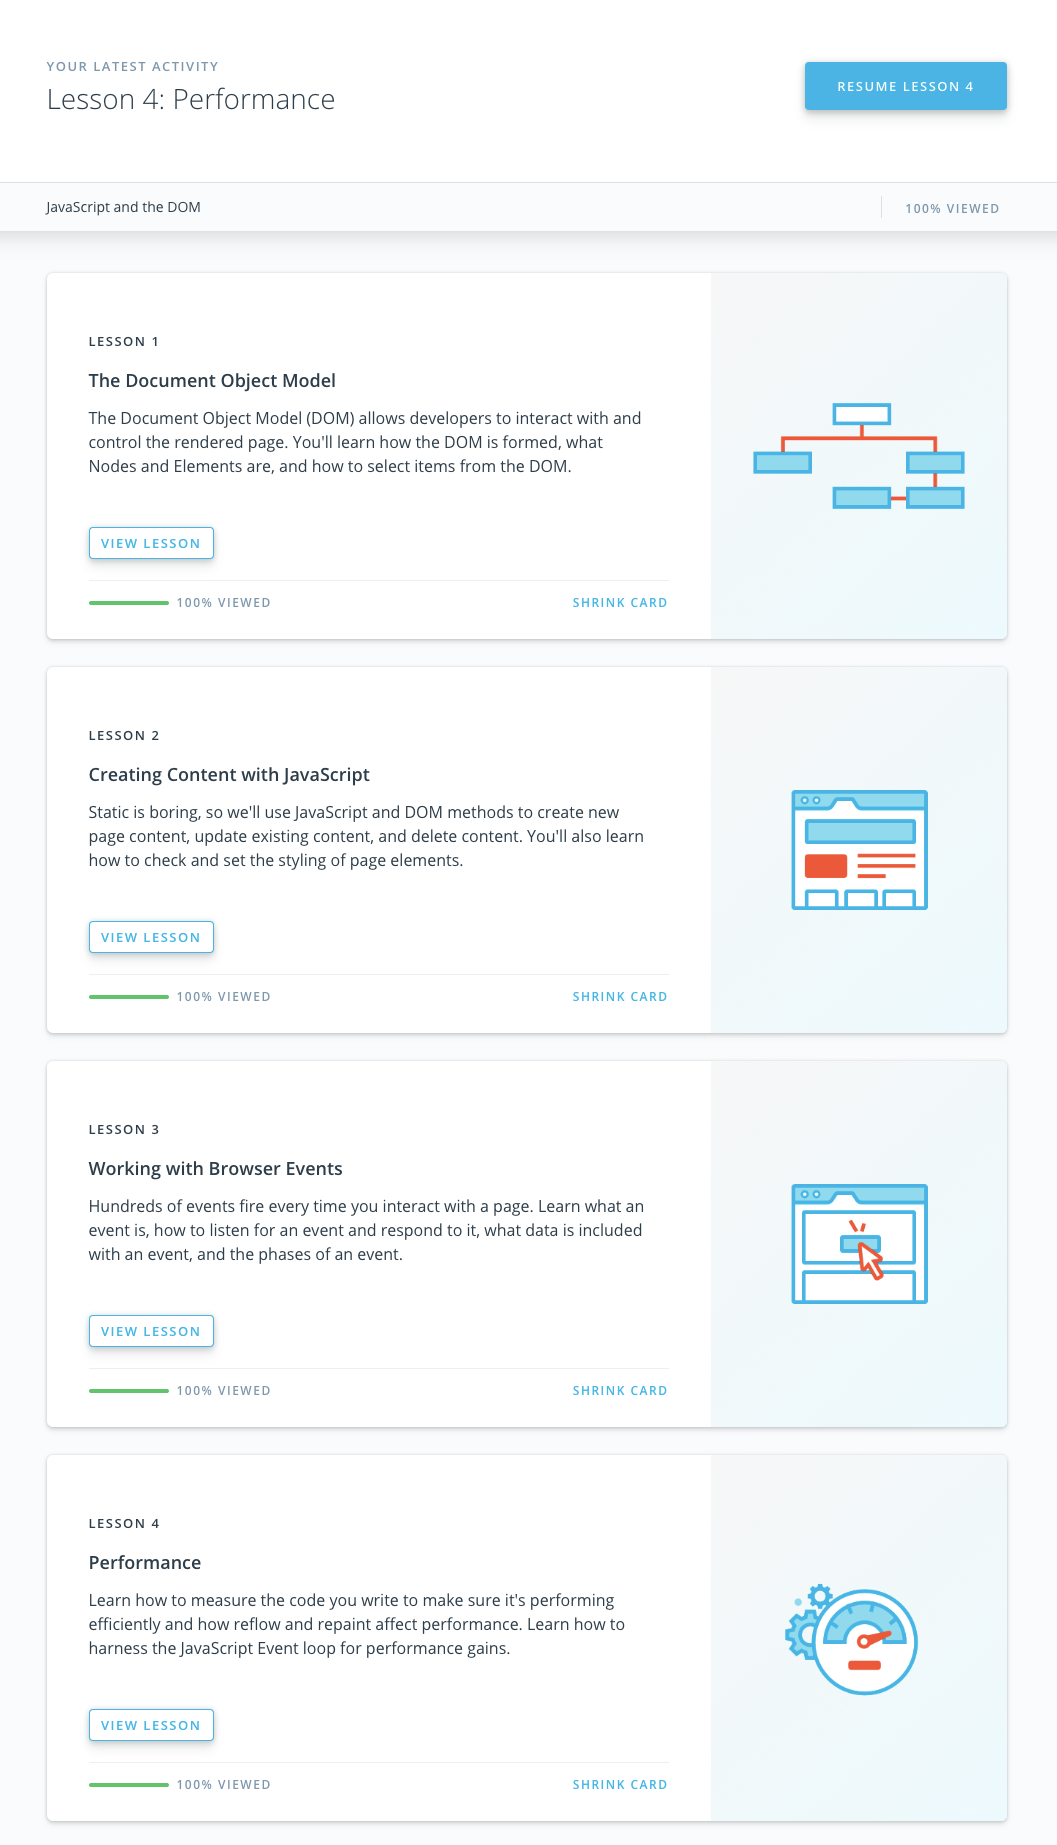 YOUR LATEST ACTIVITY
Lesson 4: Performance
RESUME LESSON 4
JavaScript and the DOM
100% VIEWED
LESSON 1
The Document Object Model
The Document Object Model (DOM) allows developers to interact with and
control the rendered page. You'll learn how the DOM is formed, what
Nodes and Elements are, and how to select items from the DOM.
VIEW LESSON
100% VIEWED
SHRINK CARD
LESSON 2
Creating Content with JavaScript
Static is boring, so we'll use JavaScript and DOM methods to create new
page content, update existing content, and delete content. You'll also learn
how to check and set the styling of page elements.
VIEW LESSON
100% VIEWED
SHRINK CARD
LESSON 3
Working with Browser Events
Hundreds of events fire every time you interact with a page. Learn what an
event is, how to listen for an event and respond to it, what data is included
with an event, and the phases of an event.
VIEW LESSON
100% VIEWED
SHRINK CARD
LESSON 4
Performance
Learn how to measure the code you write to make sure it's performing
efficiently and how reflow and repaint affect performance. Learn how to
harness the JavaScript Event loop for performance gains.
VIEW LESSON
100% VIEWED
SHRINK CARD